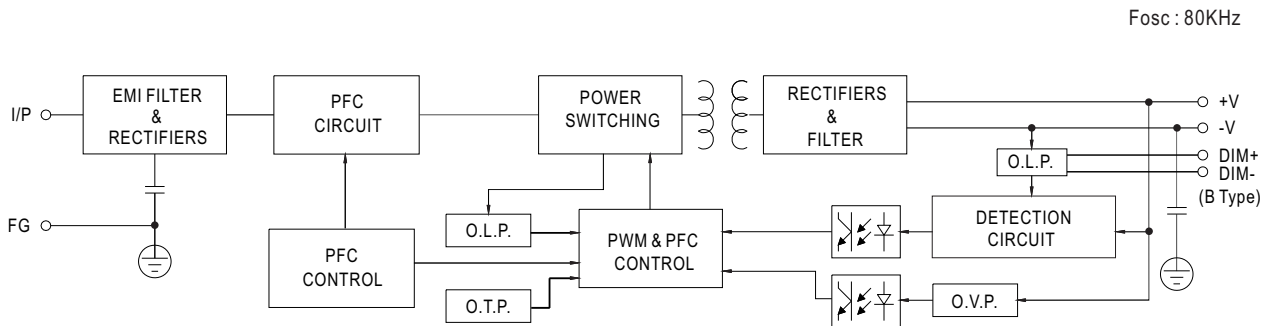 Fosc : 80KHz
I/P
EMI FILTER
&
RECTIFIERS
PFC
CIRCUIT
POWER
SWITCHING
RECTIFIERS
&
FILTER
+V
-V
O.L.P.
DIM+
DIM-
(B Type)
FG
O.L.P.
PFC
CONTROL
PWM & PFC
CONTROL
DETECTION
CIRCUIT
O.T.P.
O.V.P.